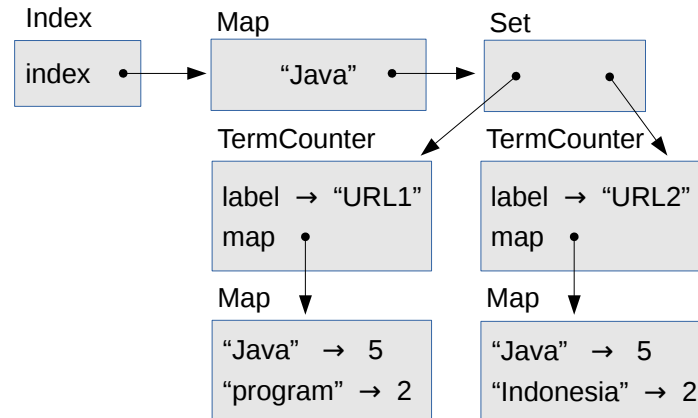 Index
Map
Set
index
“Java”
TermCounter
TermCounter
label → “URL1”
map
label → “URL2”
map
Map
Map
“Java” → 5
“program” → 2
“Java” → 5
“Indonesia” → 2